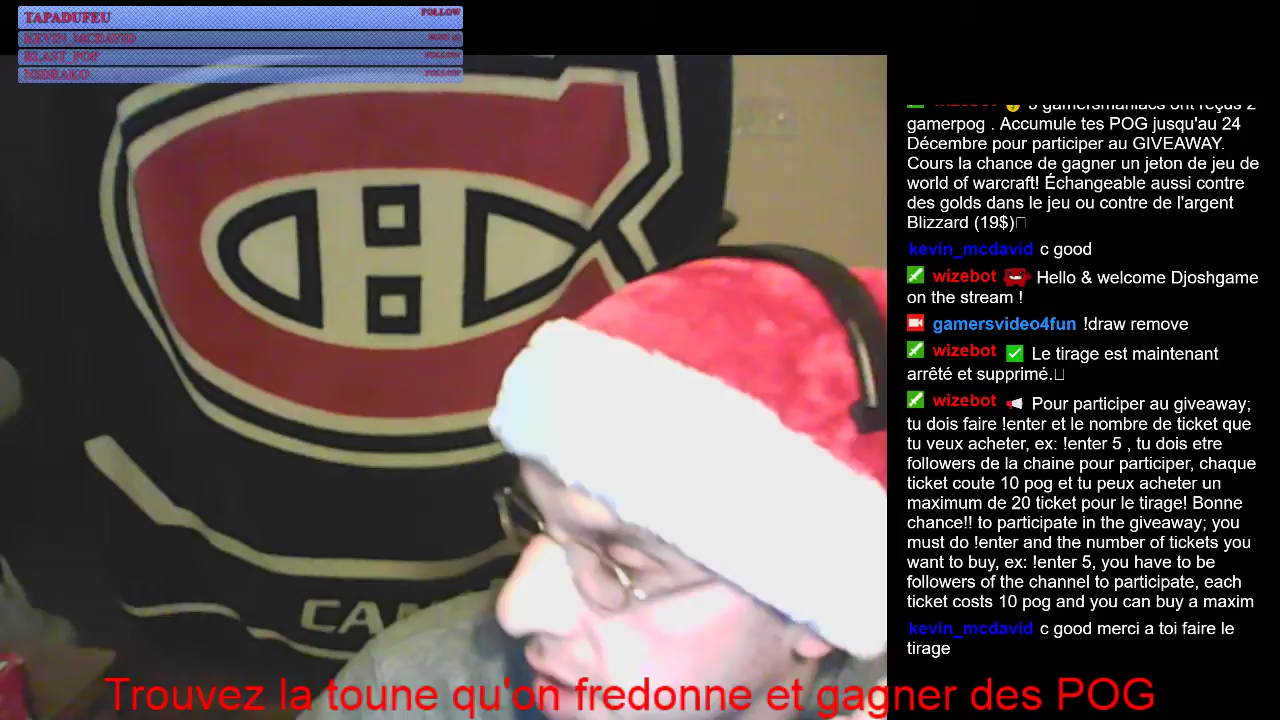 TAPADUFEU FOLLOW
KEVIN_MCDAVID
BLAST_POP FOLLOW
NSDRAKO FOLLOW
wizebot 3 gamersmaniacs ont reçus 2
gamerpog . Accumule tes POG jusqu'au 24
Décembre pour participer au GIVEAWAY.
Cours la chance de gagner un jeton de jeu de
world of warcraft! Échangeable aussi contre
des golds dans le jeu ou contre de l'argent
Blizzard (19$)
kevin_mcdavid c good
wizebot Hello & welcome Djoshgame
on the stream !
gamersvideo4fun !draw remove
wizebot Le tirage est maintenant
arrêté et supprimé.
wizebot Pour participer au giveaway;
tu dois faire !enter et le nombre de ticket que
tu veux acheter, ex: !enter 5 , tu dois etre
followers de la chaine pour participer, chaque
ticket coute 10 pog et tu peux acheter un
maximum de 20 ticket pour le tirage! Bonne
chance!! to participate in the giveaway; you
must do !enter and the number of tickets you
want to buy, ex: !enter 5, you have to be
followers of the channel to participate, each
ticket costs 10 pog and you can buy a maxim
kevin_mcdavid c good merci a toi faire le
tirage
CAN
Trouvez la toune qu'on fredonne et gagner des POG